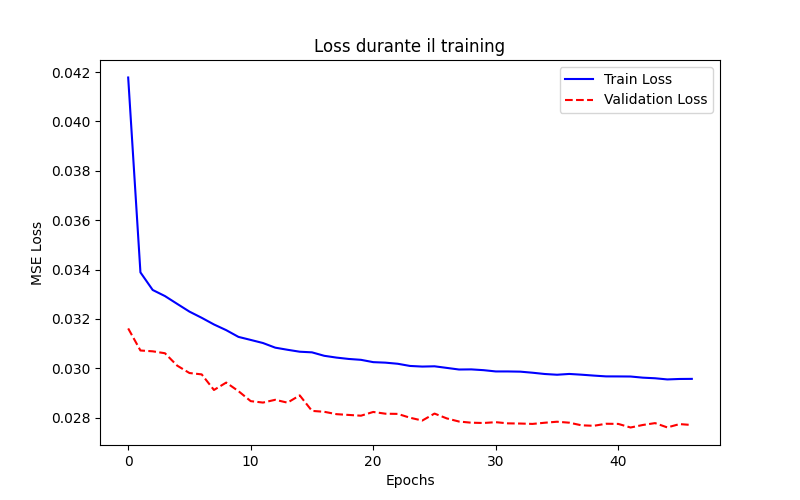 Loss durante il training
Train Loss
Validation Loss
0.042
0.040
0.038
0.036
0.034
0.032
0.030
0.028
MSE Loss
0 10 20 30 40
Epochs